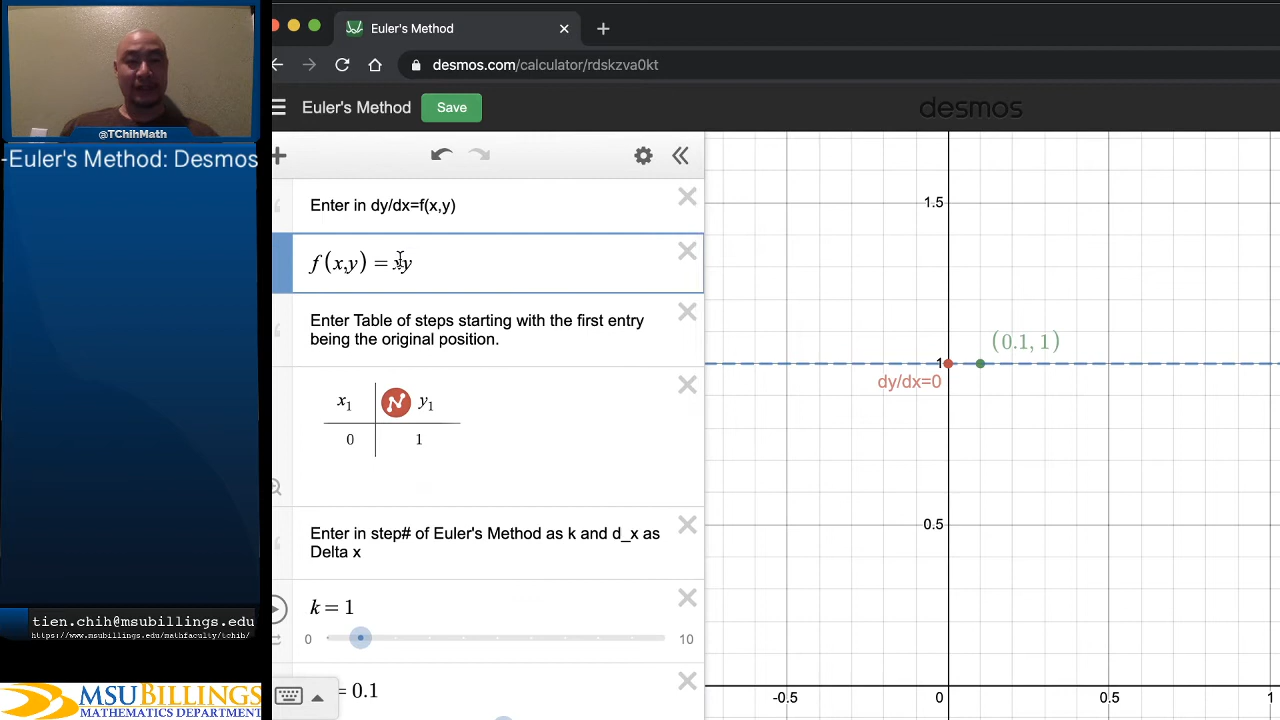 Euler's Method
desmos.com/calculator/rdskzva0kt
Euler's Method
Save
desmos
@TChihMath
-Euler's Method: Desmos
Enter in dy/dx=f(x,y)
f(x,y) = xy
Enter Table of steps starting with the first entry
being the original position.
x₁ y₁
0 1
Enter in step# of Euler's Method as k and d_x as
Delta x
k = 1
0 10
= 0.1
1.5
(0.1, 1)
1
dy/dx=0
0.5
-0.5 0 0.5 1
tien.chih@msubillings.edu
https://www.msubillings.edu/mathfaculty/tchih/
MSUBILLINGS
MATHEMATICS DEPARTMENT